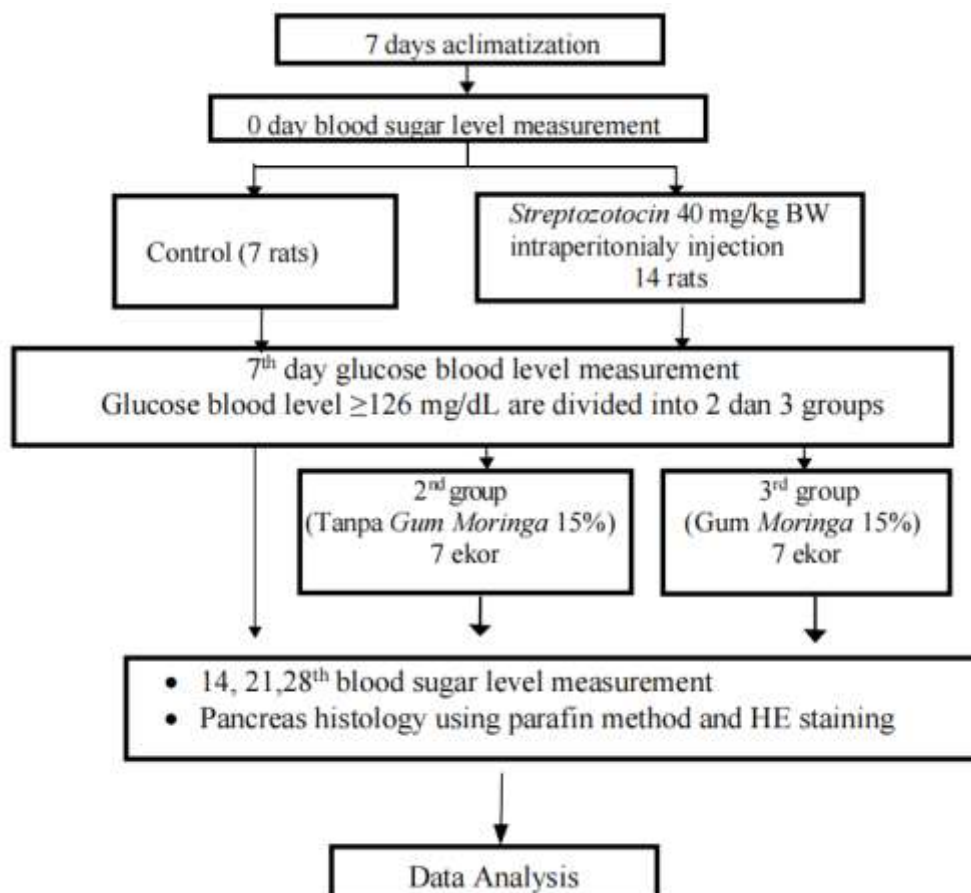 7 days aclimatization
0 day blood sugar level measurement
Control (7 rats)
Streptozotocin 40 mg/kg BW
intraperitonialy injection
14 rats
7th day glucose blood level measurement
Glucose blood level ≥126 mg/dL are divided into 2 dan 3 groups
2nd group
(Tanpa Gum Moringa 15%)
7 ekor
3rd group
(Gum Moringa 15%)
7 ekor
• 14, 21,28th blood sugar level measurement
• Pancreas histology using parafin method and HE staining
Data Analysis